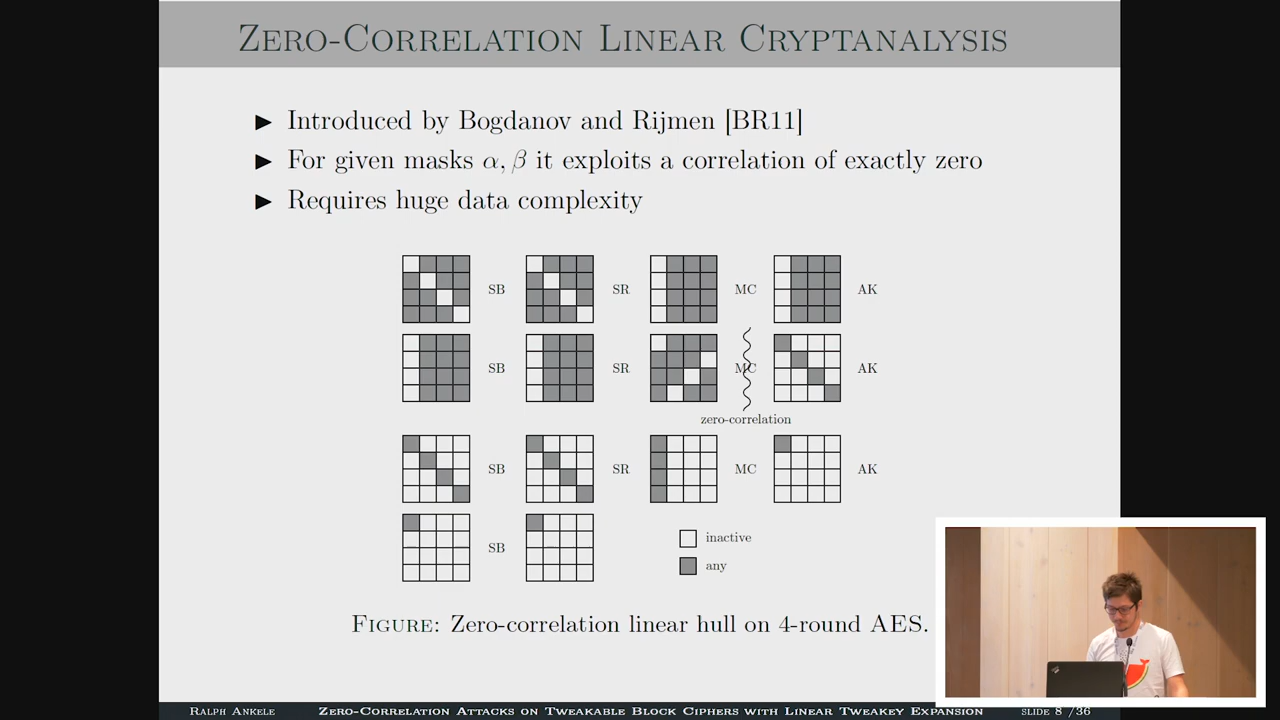 ZERO-CORRELATION LINEAR CRYPTANALYSIS
▶ Introduced by Bogdanov and Rijmen [BR11]
▶ For given masks α, β it exploits a correlation of exactly zero
▶ Requires huge data complexity
SB SR MC AK
SB SR MC AK
zero-correlation
SB SR MC AK
SB
inactive
any
FIGURE: Zero-correlation linear hull on 4-round AES.
RALPH ANKELE ZERO-CORRELATION ATTACKS ON TWEAKABLE BLOCK CIPHERS WITH LINEAR TWEAKEY EXPANSION SLIDE 8 /36